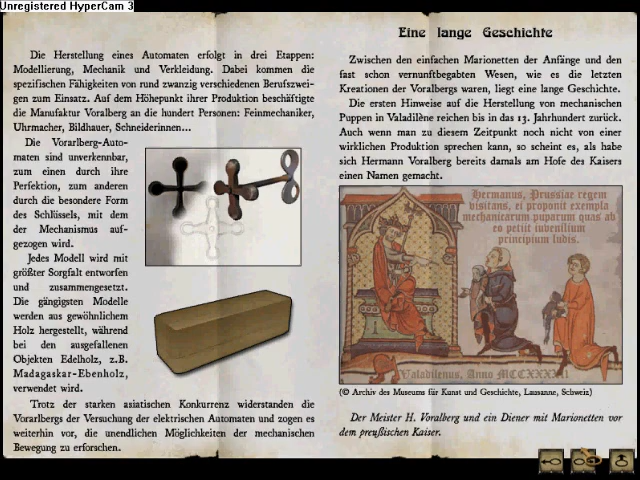 Unregistered HyperCam 3
Die Herstellung eines Automaten erfolgt in drei Etappen:
Modellierung, Mechanik und Verkleidung. Dabei kommen die
spezifischen Fähigkeiten von rund zwanzig verschiedenen Berufszwei-
gen zum Einsatz. Auf dem Höhepunkt ihrer Produktion beschäftigte
die Manufaktur Voralberg an die hundert Personen: Feinmechaniker,
Uhrmacher, Bildhauer, Schneiderinnen...
Die Vorarlberg-Auto-
maten sind unverkennbar,
zum einen durch ihre
Perfektion, zum anderen
durch die besondere Form
des Schlüssels, mit dem
der Mechanismus auf-
gezogen wird.
Jedes Modell wird mit
größter Sorgfalt entworfen
und zusammengesetzt.
Die gängigsten Modelle
werden aus gewöhnlichem
Holz hergestellt, während
bei den ausgefallenen
Objekten Edelholz, z.B.
Madagaskar-Ebenholz,
verwendet wird.
Trotz der starken asiatischen Konkurrenz widerstanden die
Vorarlbergs der Versuchung der elektrischen Automaten und zogen es
weiterhin vor, die unendlichen Möglichkeiten der mechanischen
Bewegung zu erforschen.
Eine lange Geschichte
Zwischen den einfachen Marionetten der Anfänge und den
fast schon vernunftbegabten Wesen, wie es die letzten
Kreationen der Voralbergs waren, liegt eine lange Geschichte.
Die ersten Hinweise auf die Herstellung von mechanischen
Puppen in Valadilène reichen bis in das 13. Jahrhundert zurück.
Auch wenn man zu diesem Zeitpunkt noch nicht von einer
wirklichen Produktion sprechen kann, so scheint es, als habe
sich Hermann Voralberg bereits damals am Hofe des Kaisers
einen Namen gemacht.
Hermanus, Prussiae regem
visitans, ei proponit exempla
mechanicarum puparum quas ab
eo petiit iuvenilium
principium ludis.
Valadilenus, Anno MCCXXXXII
(© Archiv des Museums für Kunst und Geschichte, Lausanne, Schweiz)
Der Meister H. Voralberg und ein Diener mit Marionetten vor
dem preußischen Kaiser.